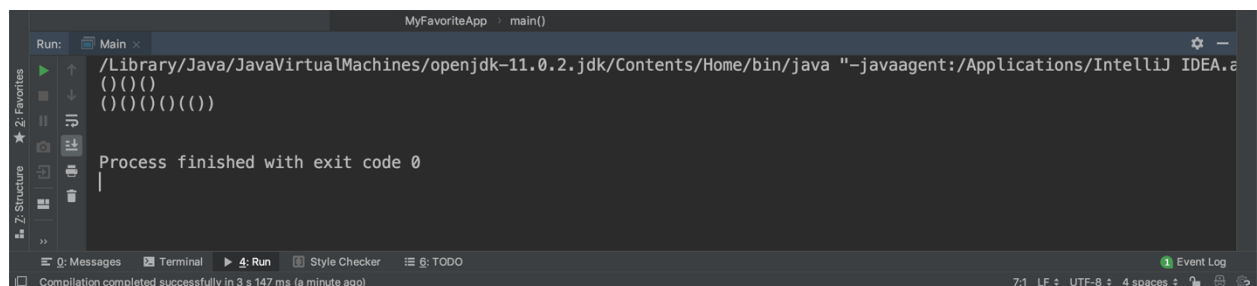 MyFavoriteApp › main()
Run: Main ×
/Library/Java/JavaVirtualMachines/openjdk-11.0.2.jdk/Contents/Home/bin/java "-javaagent:/Applications/IntelliJ IDEA.a
()()()
()()()()(())
Process finished with exit code 0
2: Favorites
Z: Structure
0: Messages Terminal 4: Run Style Checker 6: TODO 1 Event Log
Compilation completed successfully in 3 s 147 ms (a minute ago) 7:1 LF UTF-8 4 spaces